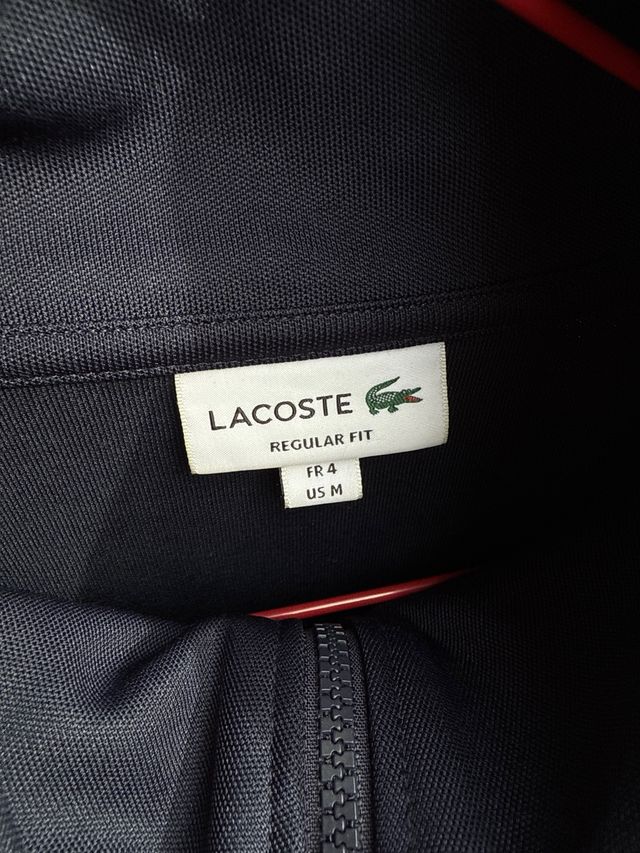 LACOSTE
REGULAR FIT
FR 4
US M